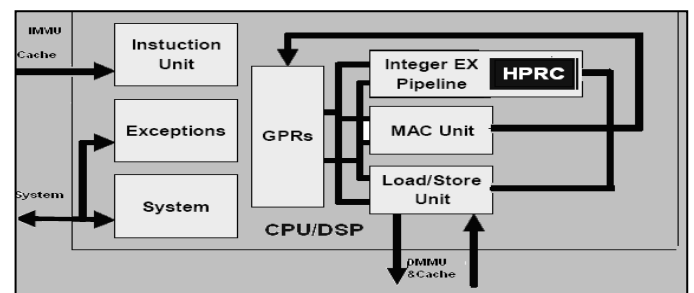 IMMU
Cache
Instuction
Unit
Integer EX
Pipeline
HPRC
Exceptions
GPRs
MAC Unit
System
System
Load/Store
Unit
CPU/DSP
DMMU
&Cache